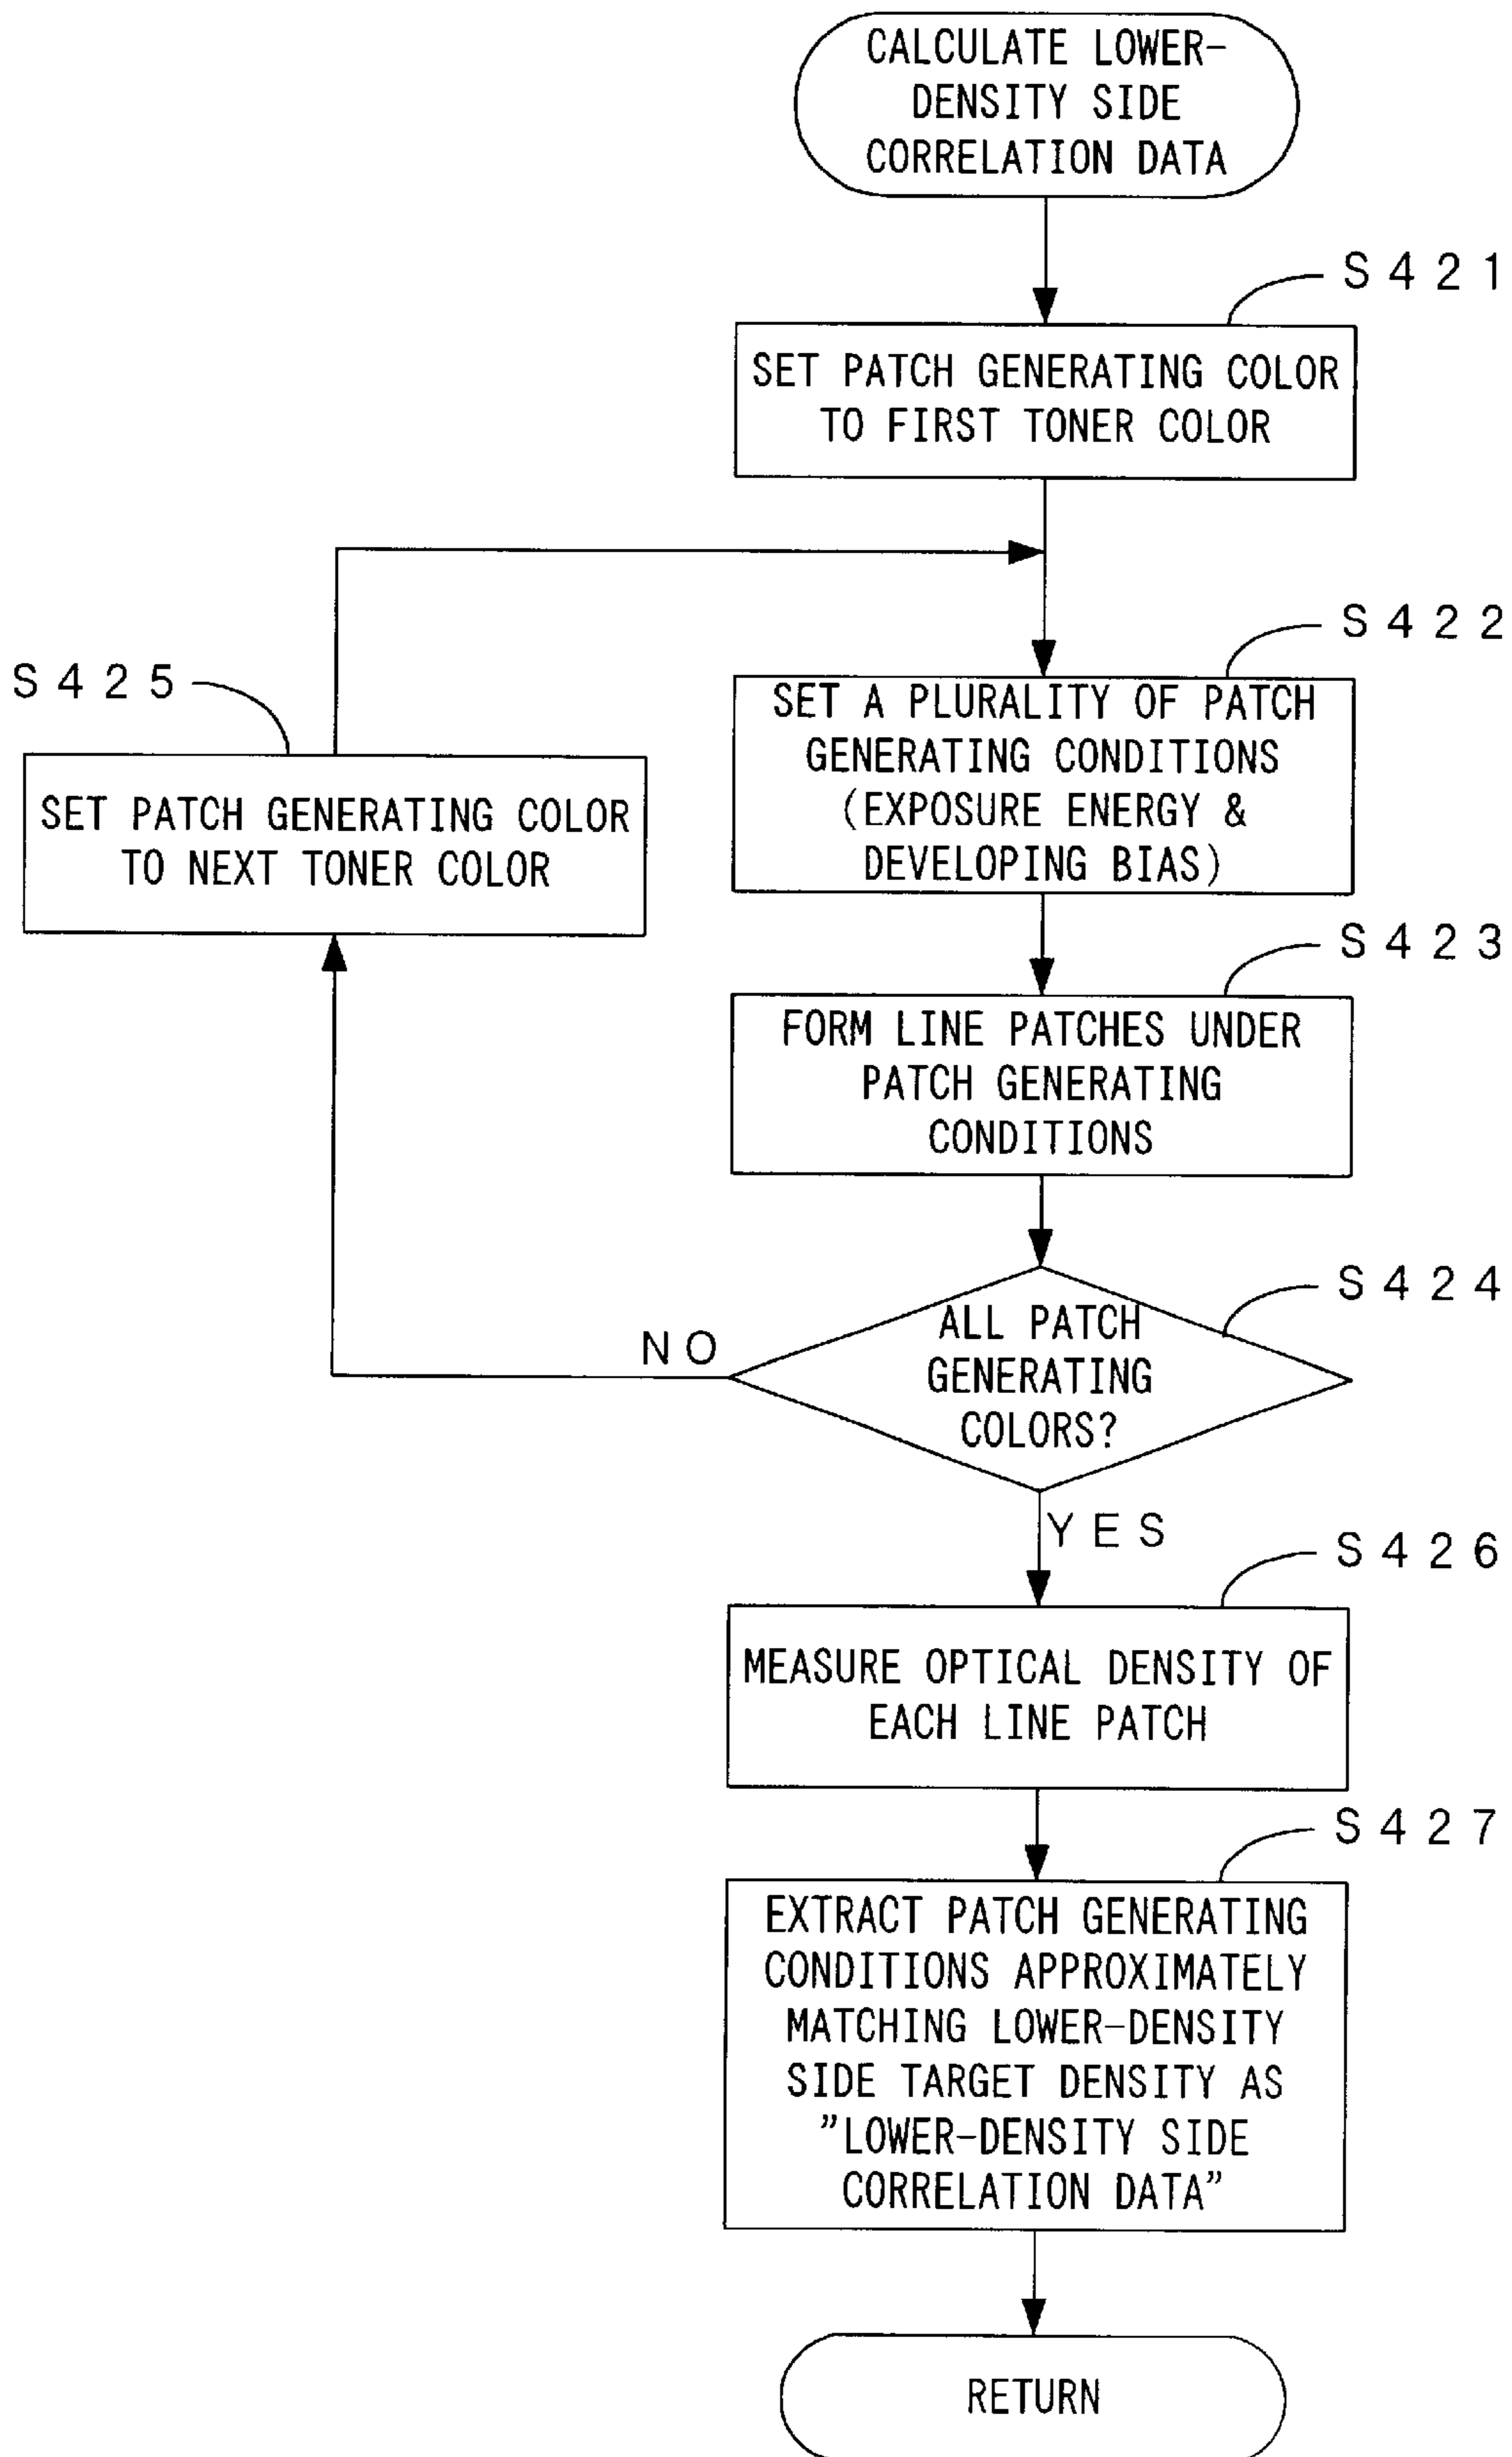 CALCULATE LOWER-
DENSITY SIDE
CORRELATION DATA
S421
SET PATCH GENERATING COLOR
TO FIRST TONER COLOR
S422
SET A PLURALITY OF PATCH
GENERATING CONDITIONS
(EXPOSURE ENERGY &
DEVELOPING BIAS)
S425
SET PATCH GENERATING COLOR
TO NEXT TONER COLOR
S423
FORM LINE PATCHES UNDER
PATCH GENERATING
CONDITIONS
S424
ALL PATCH
GENERATING
COLORS?
NO
YES
S426
MEASURE OPTICAL DENSITY OF
EACH LINE PATCH
S427
EXTRACT PATCH GENERATING
CONDITIONS APPROXIMATELY
MATCHING LOWER-DENSITY
SIDE TARGET DENSITY AS
"LOWER-DENSITY SIDE
CORRELATION DATA"
RETURN